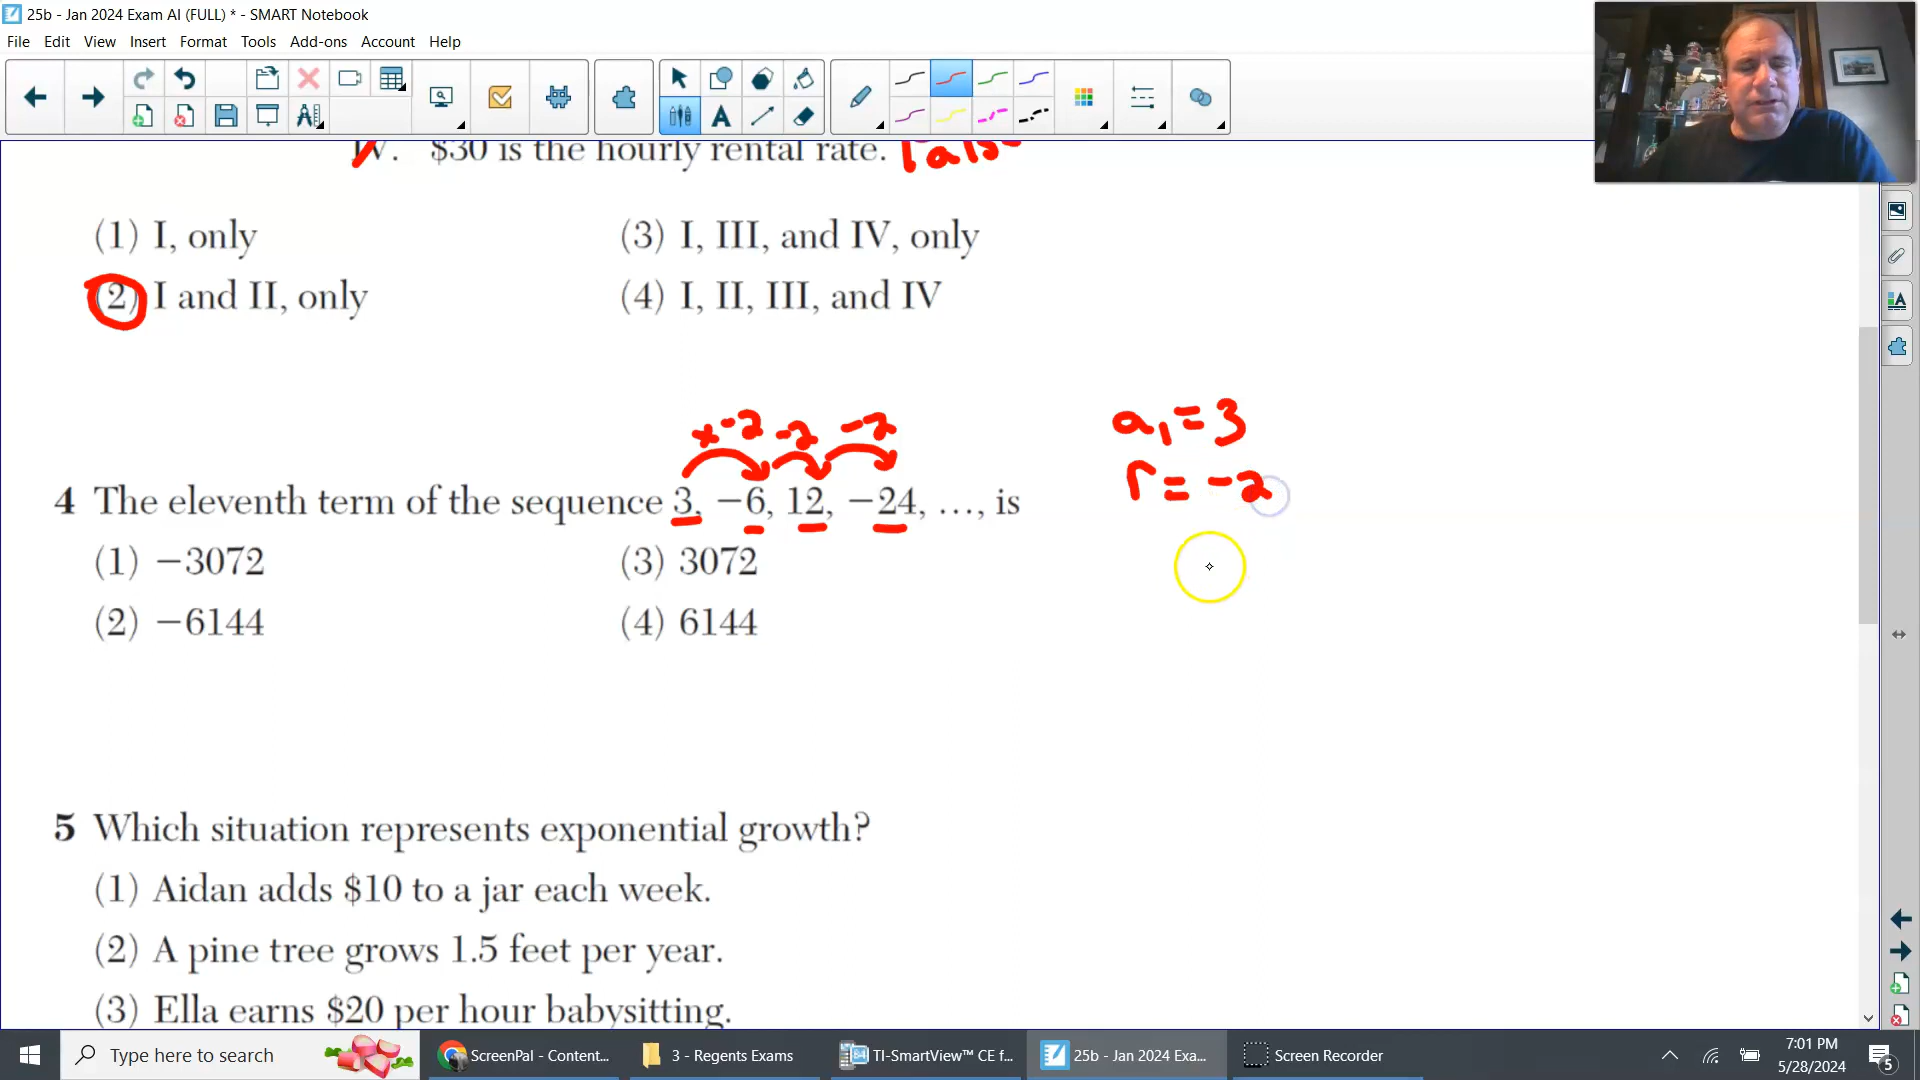 25b - Jan 2024 Exam AI (FULL) * - SMART Notebook
File Edit View Insert Format Tools Add-ons Account Help
IV. $30 is the hourly rental rate. False
(1) I, only (3) I, III, and IV, only
(2) I and II, only (4) I, II, III, and IV
x-2 -2 -2
a₁ = 3
r = -2
4 The eleventh term of the sequence 3, −6, 12, −24, …, is
(1) −3072 (3) 3072
(2) −6144 (4) 6144
5 Which situation represents exponential growth?
(1) Aidan adds $10 to a jar each week.
(2) A pine tree grows 1.5 feet per year.
(3) Ella earns $20 per hour babysitting.
Type here to search
ScreenPal - Content...
3 - Regents Exams
TI-SmartView™ CE f...
25b - Jan 2024 Exa...
Screen Recorder
7:01 PM
5/28/2024
5